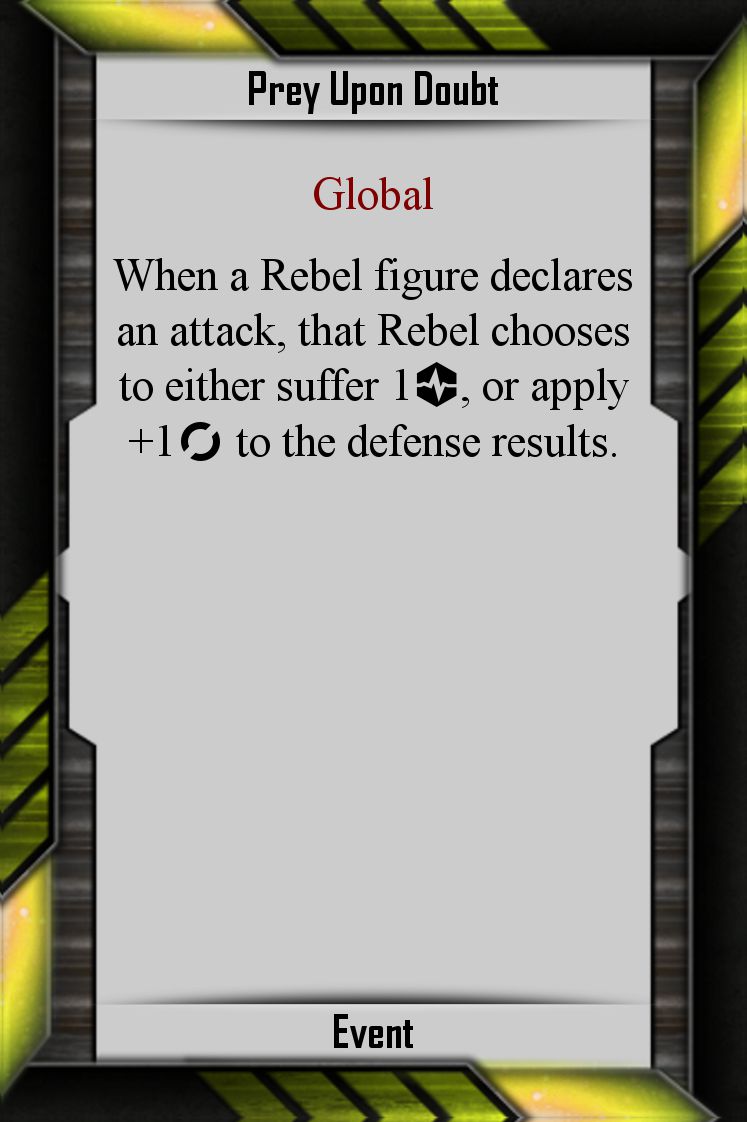 Prey Upon Doubt
Global
When a Rebel figure declares
an attack, that Rebel chooses
to either suffer 1, or apply
+1 to the defense results.
Event